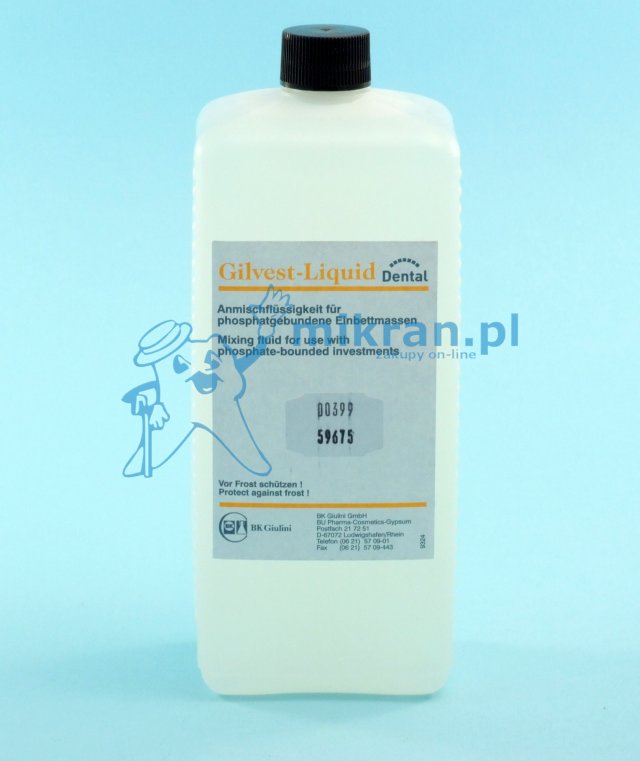 Gilvest-Liquid Dental
Anmischflüssigkeit für
phosphatgebundene Einbettmassen
mikran.pl
zakupy on-line
Mixing fluid for use with
phosphate-bounded investments
00399
59675
Vor Frost schützen !
Protect against frost !
BK Giulini
BK Giulini GmbH
BU Pharma-Cosmetics-Gypsum
Postfach 21 72 51
D-67072 Ludwigshafen/Rhein
Telefon (06 21) 57 09-01
Fax (06 21) 57 09-443
9324